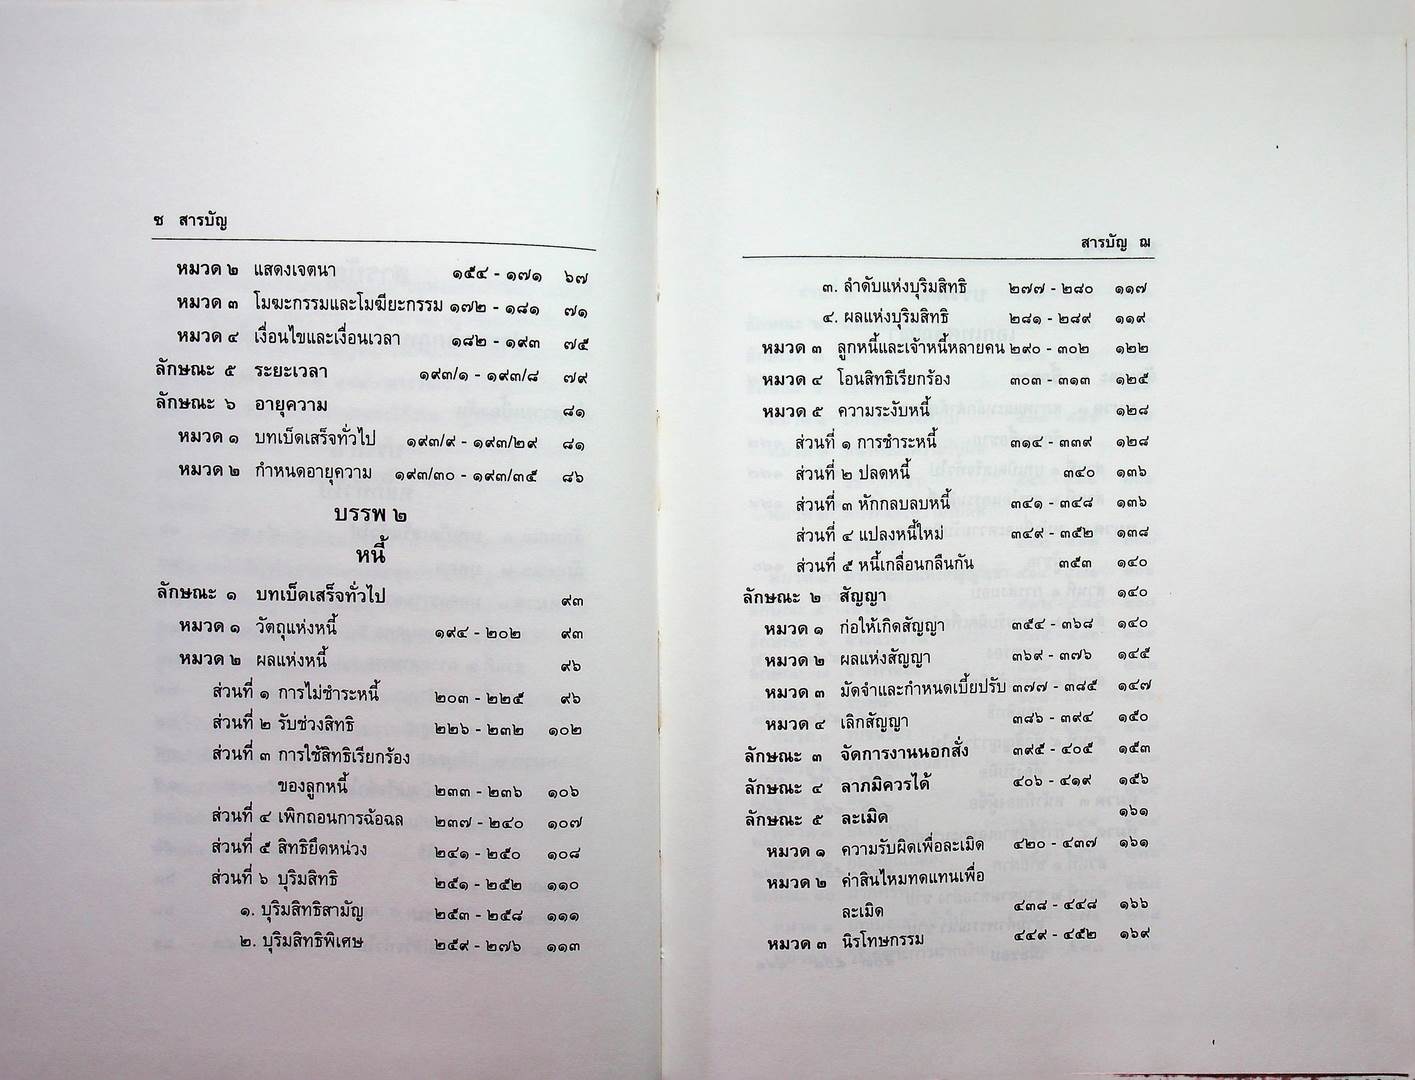 ช สารบัญ
หมวด ๒ แสดงเจตนา ๑๕๔ - ๑๗๑ ๖๗
หมวด ๓ โมฆะกรรมและโมฆียะกรรม ๑๗๒ - ๑๘๑ ๗๑
หมวด ๔ เงื่อนไขและเงื่อนเวลา ๑๘๒ - ๑๙๓ ๗๕
ลักษณะ ๕ ระยะเวลา ๑๙๓/๑ - ๑๙๓/๘ ๗๙
ลักษณะ ๖ อายุความ ๘๑
หมวด ๑ บทเบ็ดเสร็จทั่วไป ๑๙๓/๙ - ๑๙๓/๒๙ ๘๑
หมวด ๒ กำหนดอายุความ ๑๙๓/๓๐ - ๑๙๓/๓๕ ๘๖
บรรพ ๒
หนี้
ลักษณะ ๑ บทเบ็ดเสร็จทั่วไป ๙๓
หมวด ๑ วัตถุแห่งหนี้ ๑๙๔ - ๒๐๒ ๙๓
หมวด ๒ ผลแห่งหนี้ ๙๖
ส่วนที่ ๑ การไม่ชำระหนี้ ๒๐๓ - ๒๒๕ ๙๖
ส่วนที่ ๒ รับช่วงสิทธิ ๒๒๖ - ๒๓๒ ๑๐๒
ส่วนที่ ๓ การใช้สิทธิเรียกร้อง
ของลูกหนี้ ๒๓๓ - ๒๓๖ ๑๐๖
ส่วนที่ ๔ เพิกถอนการฉ้อฉล ๒๓๗ - ๒๔๐ ๑๐๗
ส่วนที่ ๕ สิทธิยึดหน่วง ๒๔๑ - ๒๕๐ ๑๐๘
ส่วนที่ ๖ บุริมสิทธิ ๒๕๑ - ๒๕๒ ๑๑๐
๑. บุริมสิทธิสามัญ ๒๕๓ - ๒๕๘ ๑๑๑
๒. บุริมสิทธิพิเศษ ๒๕๙ - ๒๗๖ ๑๑๓
สารบัญ ฌ
๓. ลำดับแห่งบุริมสิทธิ ๒๗๗ - ๒๘๐ ๑๑๗
๔. ผลแห่งบุริมสิทธิ ๒๘๑ - ๒๘๙ ๑๑๙
หมวด ๓ ลูกหนี้และเจ้าหนี้หลายคน ๒๙๐ - ๓๐๒ ๑๒๒
หมวด ๔ โอนสิทธิเรียกร้อง ๓๐๓ - ๓๑๓ ๑๒๕
หมวด ๕ ความระงับหนี้ ๑๒๘
ส่วนที่ ๑ การชำระหนี้ ๓๑๔ - ๓๓๙ ๑๒๘
ส่วนที่ ๒ ปลดหนี้ ๓๔๐ ๑๓๖
ส่วนที่ ๓ หักกลบลบหนี้ ๓๔๑ - ๓๔๘ ๑๓๖
ส่วนที่ ๔ แปลงหนี้ใหม่ ๓๔๙ - ๓๕๒ ๑๓๘
ส่วนที่ ๕ หนี้เกลื่อนกลืนกัน ๓๕๓ ๑๔๐
ลักษณะ ๒ สัญญา ๑๔๐
หมวด ๑ ก่อให้เกิดสัญญา ๓๕๔ - ๓๖๘ ๑๔๐
หมวด ๒ ผลแห่งสัญญา ๓๖๙ - ๓๗๖ ๑๔๕
หมวด ๓ มัดจำและกำหนดเบี้ยปรับ ๓๗๗ - ๓๘๕ ๑๔๗
หมวด ๔ เลิกสัญญา ๓๘๖ - ๓๙๔ ๑๕๐
ลักษณะ ๓ จัดการงานนอกสั่ง ๓๙๕ - ๔๐๕ ๑๕๓
ลักษณะ ๔ ลาภมิควรได้ ๔๐๖ - ๔๑๙ ๑๕๖
ลักษณะ ๕ ละเมิด ๑๖๑
หมวด ๑ ความรับผิดเพื่อละเมิด ๔๒๐ - ๔๓๗ ๑๖๑
หมวด ๒ ค่าสินไหมทดแทนเพื่อ
ละเมิด ๔๓๘ - ๔๔๘ ๑๖๖
หมวด ๓ นิรโทษกรรม ๔๔๙ - ๔๕๒ ๑๖๙